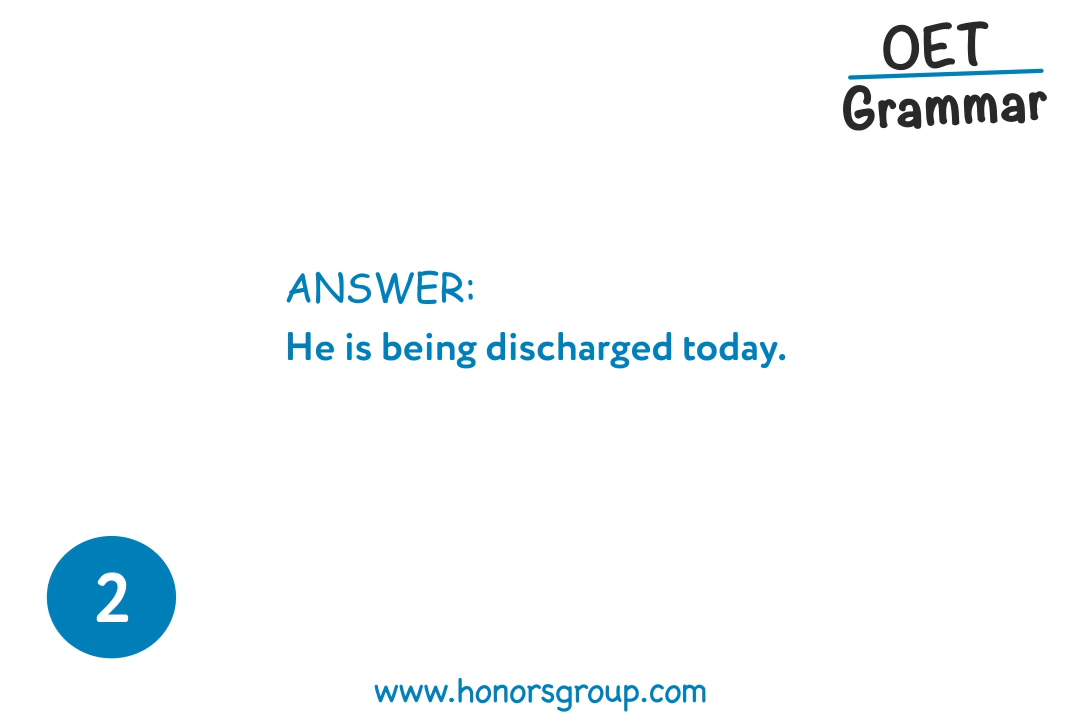 OET
Grammar
ANSWER:
He is being discharged today.
2
www.honorsgroup.com